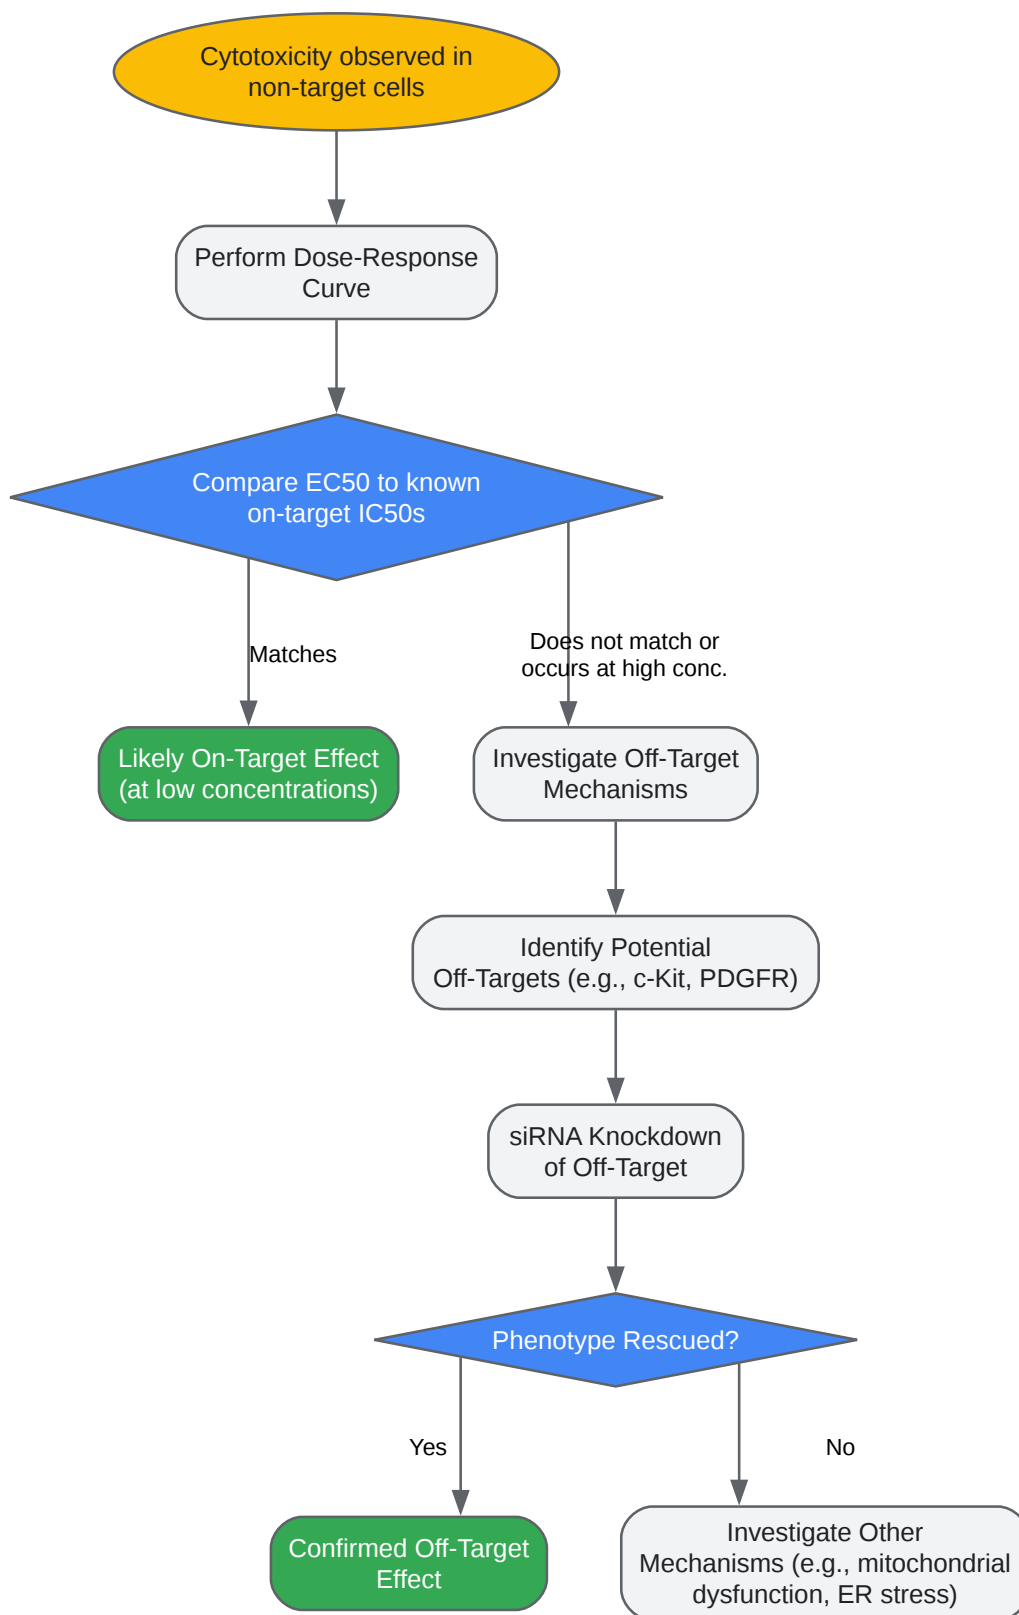 Cytotoxicity observed in
non-target cells
Perform Dose-Response
Curve
Compare EC50 to known
on-target IC50s
Matches
Does not match or
occurs at high conc.
Likely On-Target Effect
(at low concentrations)
Investigate Off-Target
Mechanisms
Identify Potential
Off-Targets (e.g., c-Kit, PDGFR)
siRNA Knockdown
of Off-Target
Phenotype Rescued?
Yes
No
Confirmed Off-Target
Effect
Investigate Other
Mechanisms (e.g., mitochondrial
dysfunction, ER stress)